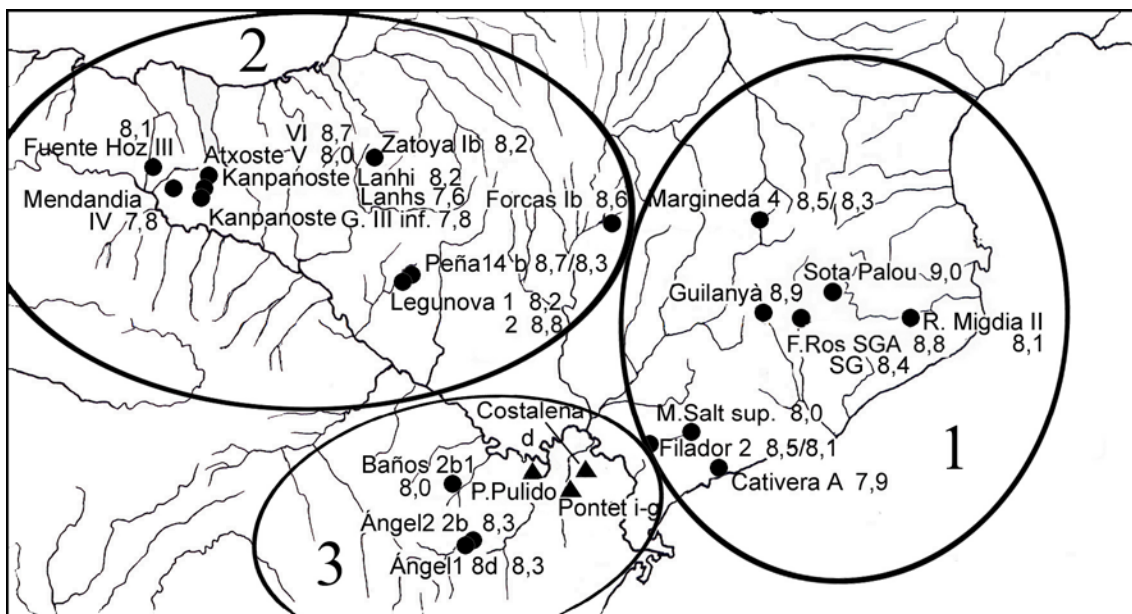 2
8,1
Fuente Hoz III
VI 8,7
Atxoste V 8,0
Zatoya Ib 8,2
Kanpanoste Lanhi 8,2
Lanhs 7,6
Mendandia
IV 7,8
Kanpanoste G. III inf. 7,8
Forcas Ib 8,6
Peña14 b 8,7/8,3
Legunova 1 8,2
2 8,8
Margineda 4 8,5/8,3
Sota Palou 9,0
Guilanyà 8,9
R. Migdia II
8,1
F.Ros SGA 8,8
SG 8,4
M.Salt sup. 8,0
Filador 2 8,5/8,1
Cativera A 7,9
1
Costalena
d
Baños 2b1
8,0
P.Pulido
Pontet i-g
Ángel2 2b 8,3
Ángel1 8d 8,3
3